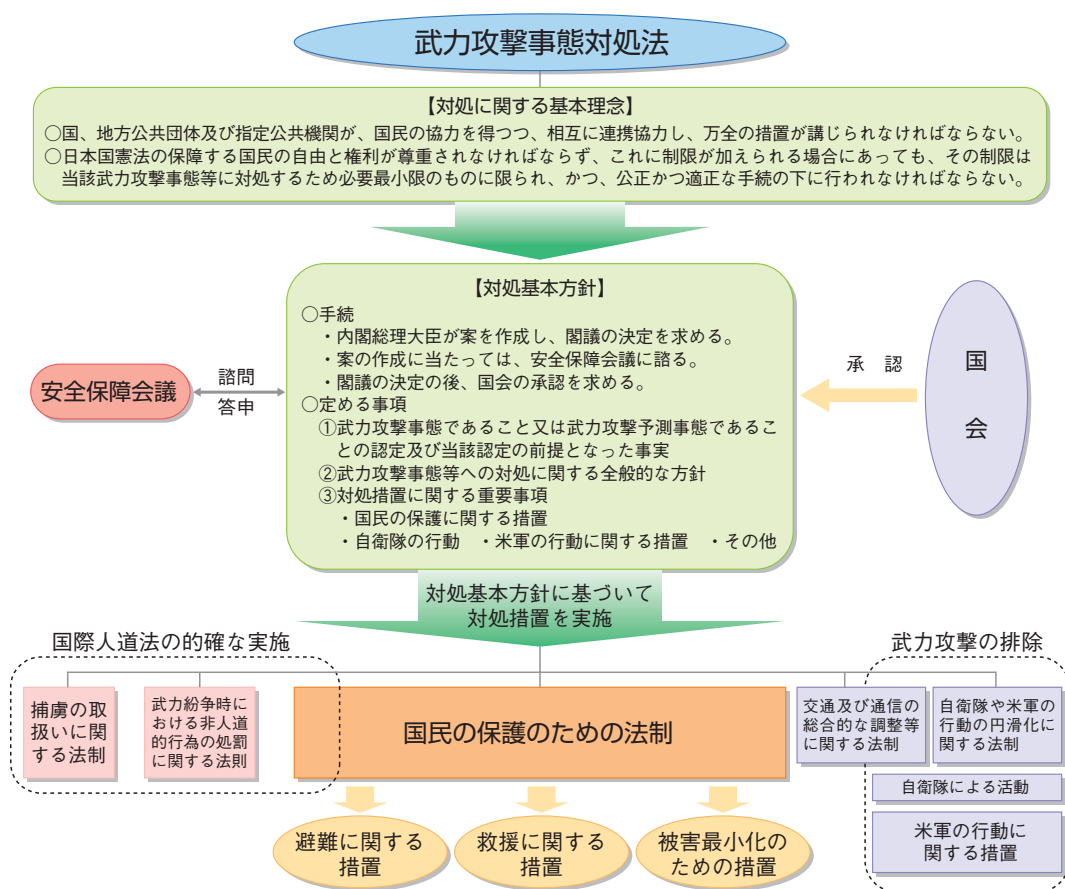 武力攻撃事態対処法
【対処に関する基本理念】
○国、地方公共団体及び指定公共機関が、国民の協力を得つつ、相互に連携協力し、万全の措置が講じられなければならない。
○日本国憲法の保障する国民の自由と権利が尊重されなければならず、これに制限が加えられる場合にあっても、その制限は
当該武力攻撃事態等に対処するため必要最小限のものに限られ、かつ、公正かつ適正な手続の下に行われなければならない。
【対処基本方針】
○手続
・内閣総理大臣が案を作成し、閣議の決定を求める。
・案の作成に当たっては、安全保障会議に諮る。
・閣議の決定の後、国会の承認を求める。
○定める事項
①武力攻撃事態であること又は武力攻撃予測事態であるこ
との認定及び当該認定の前提となった事実
②武力攻撃事態等への対処に関する全般的な方針
③対処措置に関する重要事項
・国民の保護に関する措置
・自衛隊の行動　・米軍の行動に関する措置　・その他
安全保障会議
諮問
答申
承　認
国
会
対処基本方針に基づいて
対処措置を実施
国際人道法の的確な実施
武力攻撃の排除
捕虜の取
扱いに関
する法制
武力紛争時に
おける非人道
的行為の処罰
に関する法則
国民の保護のための法制
交通及び通信の
総合的な調整等
に関する法制
自衛隊や米軍の
行動の円滑化に
関する法制
自衛隊による活動
米軍の行動に
関する措置
避難に関する
措置
救援に関する
措置
被害最小化の
ための措置